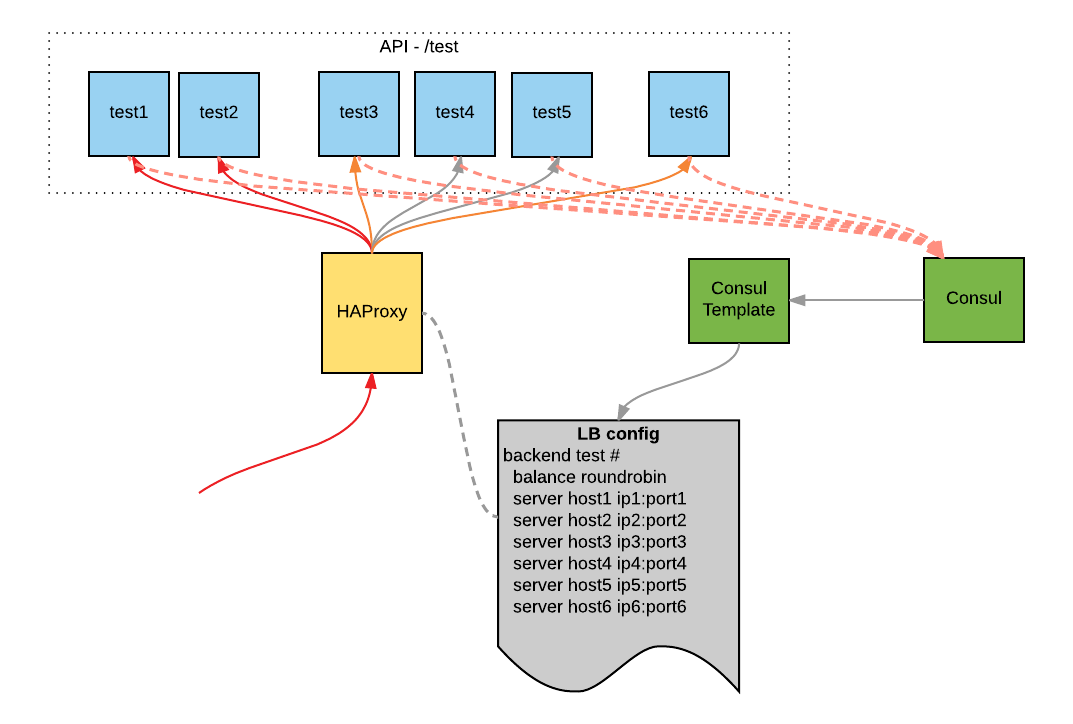 API - /test
test1
test2
test3
test4
test5
test6
HAProxy
Consul
Template
Consul
LB config
backend test #
balance roundrobin
server host1 ip1:port1
server host2 ip2:port2
server host3 ip3:port3
server host4 ip4:port4
server host5 ip5:port5
server host6 ip6:port6